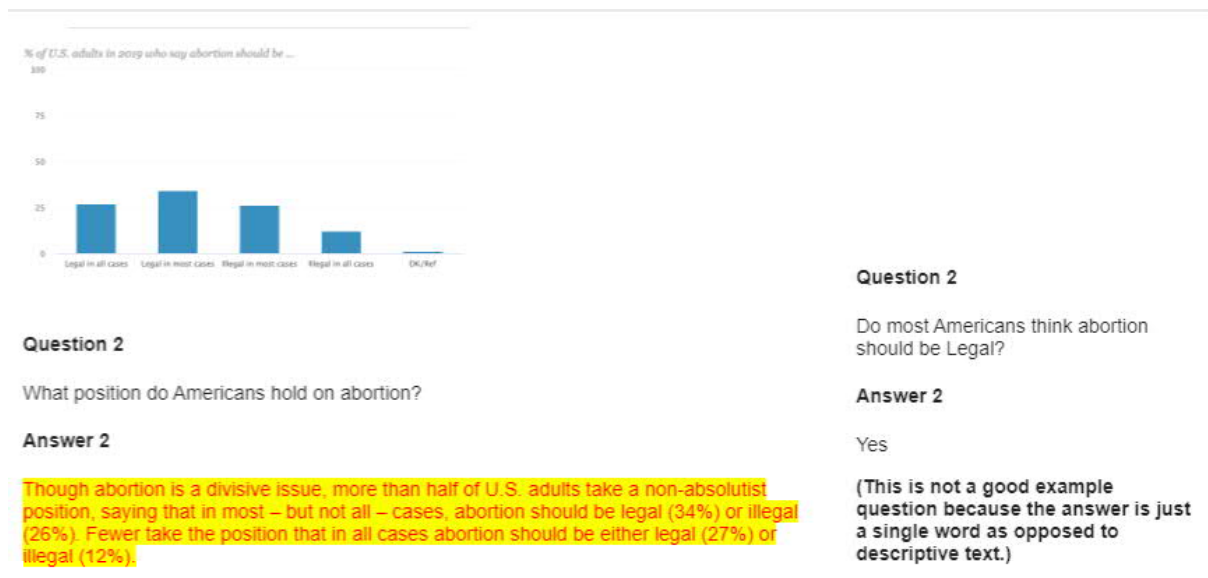 % of U.S. adults in 2019 who say abortion should be ...
100
75
50
25
0
Legal in all cases
Legal in most cases
Illegal in most cases
Illegal in all cases
DK/Ref
Question 2
What position do Americans hold on abortion?
Answer 2
Though abortion is a divisive issue, more than half of U.S. adults take a non-absolutist
position, saying that in most – but not all – cases, abortion should be legal (34%) or illegal
(26%). Fewer take the position that in all cases abortion should be either legal (27%) or
illegal (12%).
Question 2
Do most Americans think abortion
should be Legal?
Answer 2
Yes
(This is not a good example
question because the answer is just
a single word as opposed to
descriptive text.)